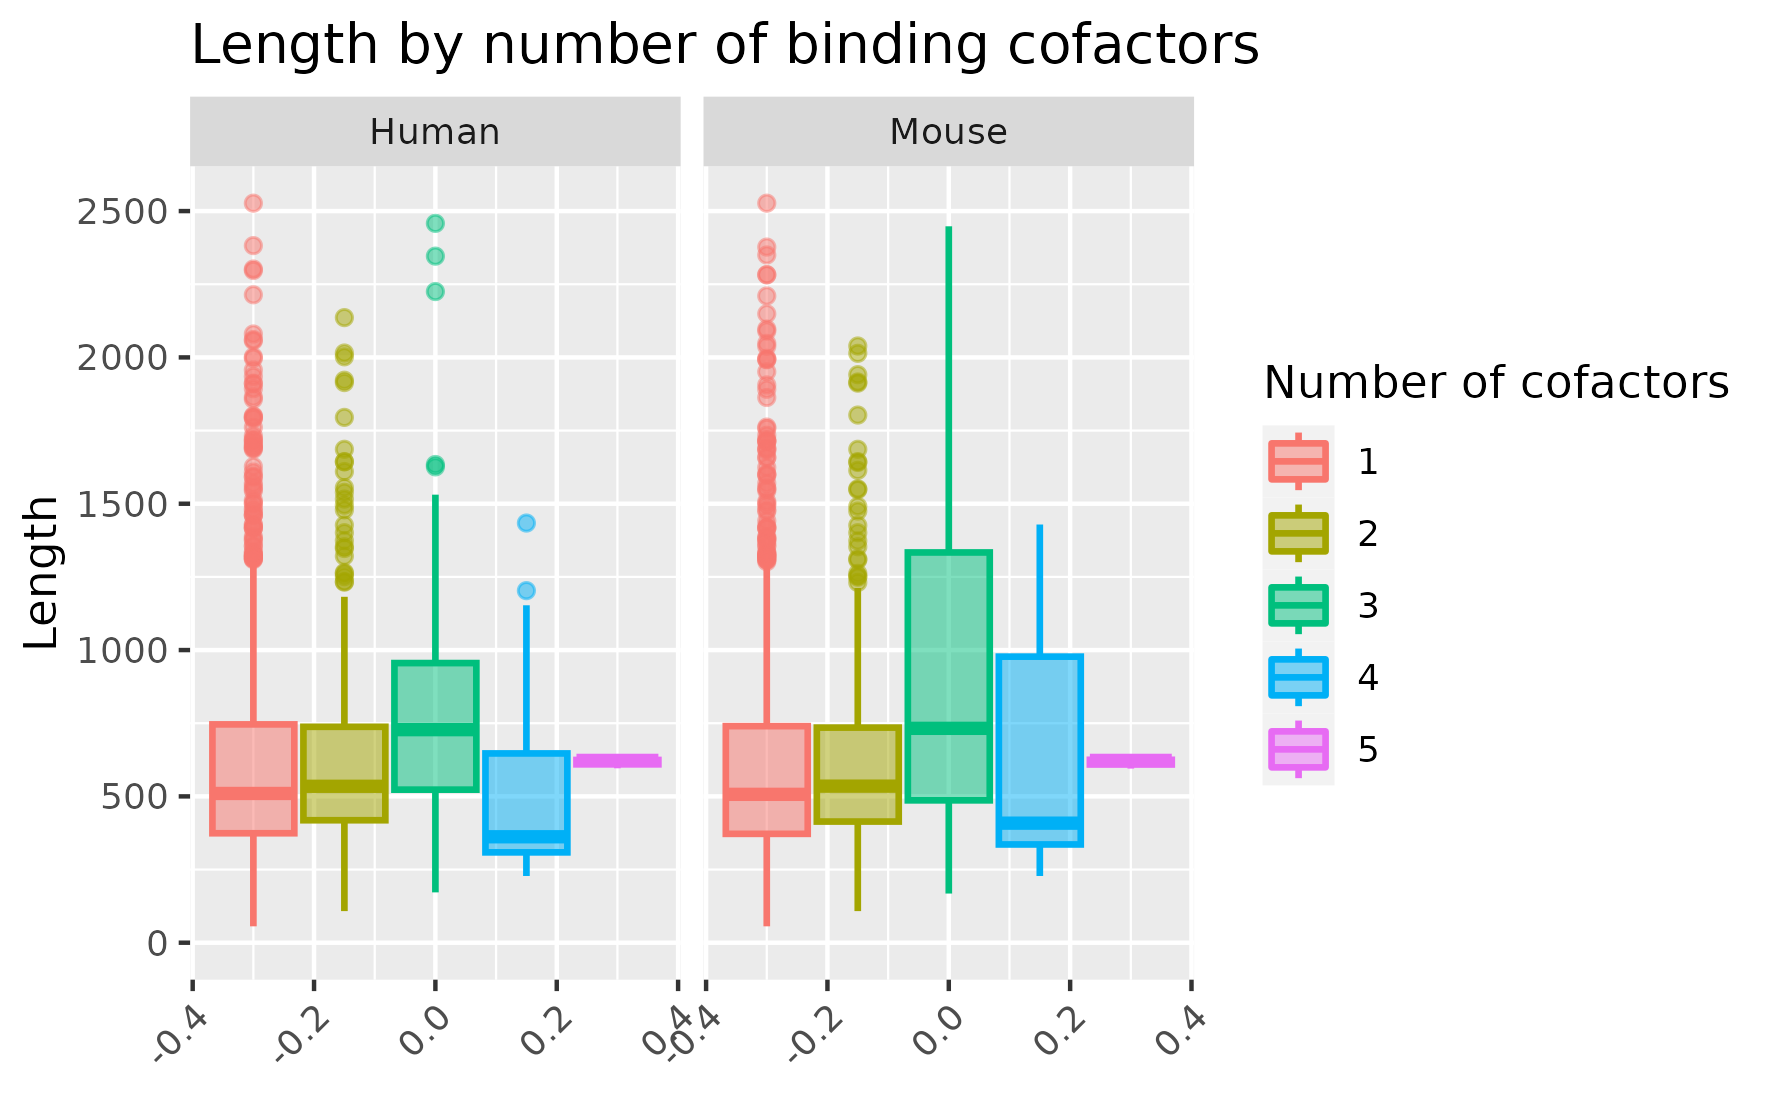 Length by number of binding cofactors
Human Mouse
Length
2500
2000
1500
1000
500
0
-0.4 -0.2 0.0 0.2 0.4 -0.4 -0.2 0.0 0.2 0.4
Number of cofactors
1
2
3
4
5